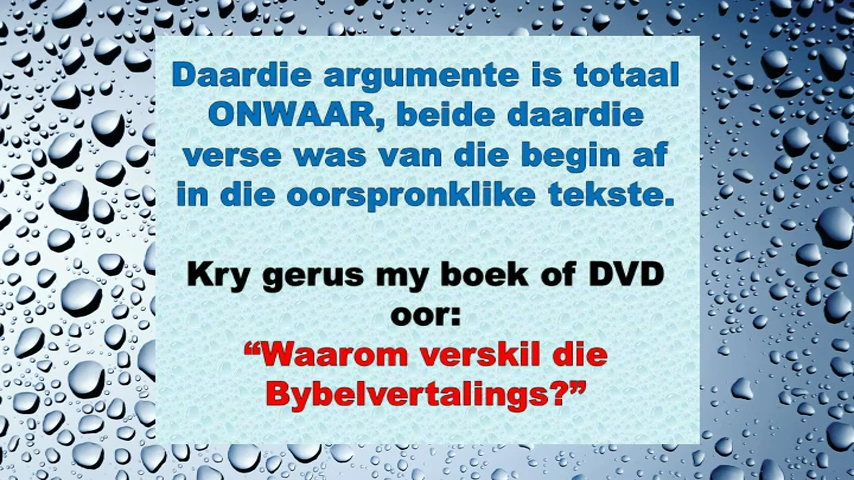 Daardie argumente is totaal
ONWAAR, beide daardie
verse was van die begin af
in die oorspronklike tekste.
Kry gerus my boek of DVD
oor:
“Waarom verskil die
Bybelvertalings?”